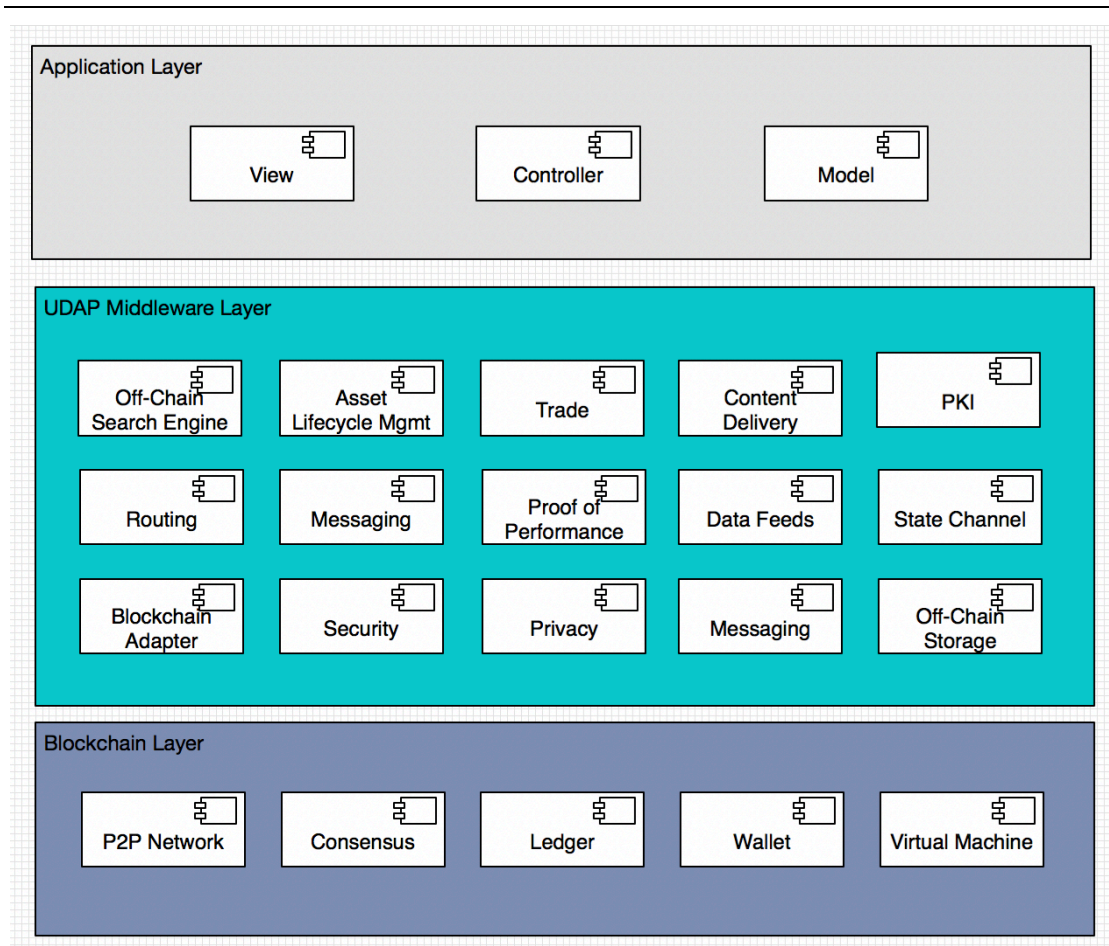 Application Layer
View
Controller
Model
UDAP Middleware Layer
Off-Chain
Search Engine
Asset
Lifecycle Mgmt
Trade
Content
Delivery
PKI
Routing
Messaging
Proof of
Performance
Data Feeds
State Channel
Blockchain
Adapter
Security
Privacy
Messaging
Off-Chain
Storage
Blockchain Layer
P2P Network
Consensus
Ledger
Wallet
Virtual Machine